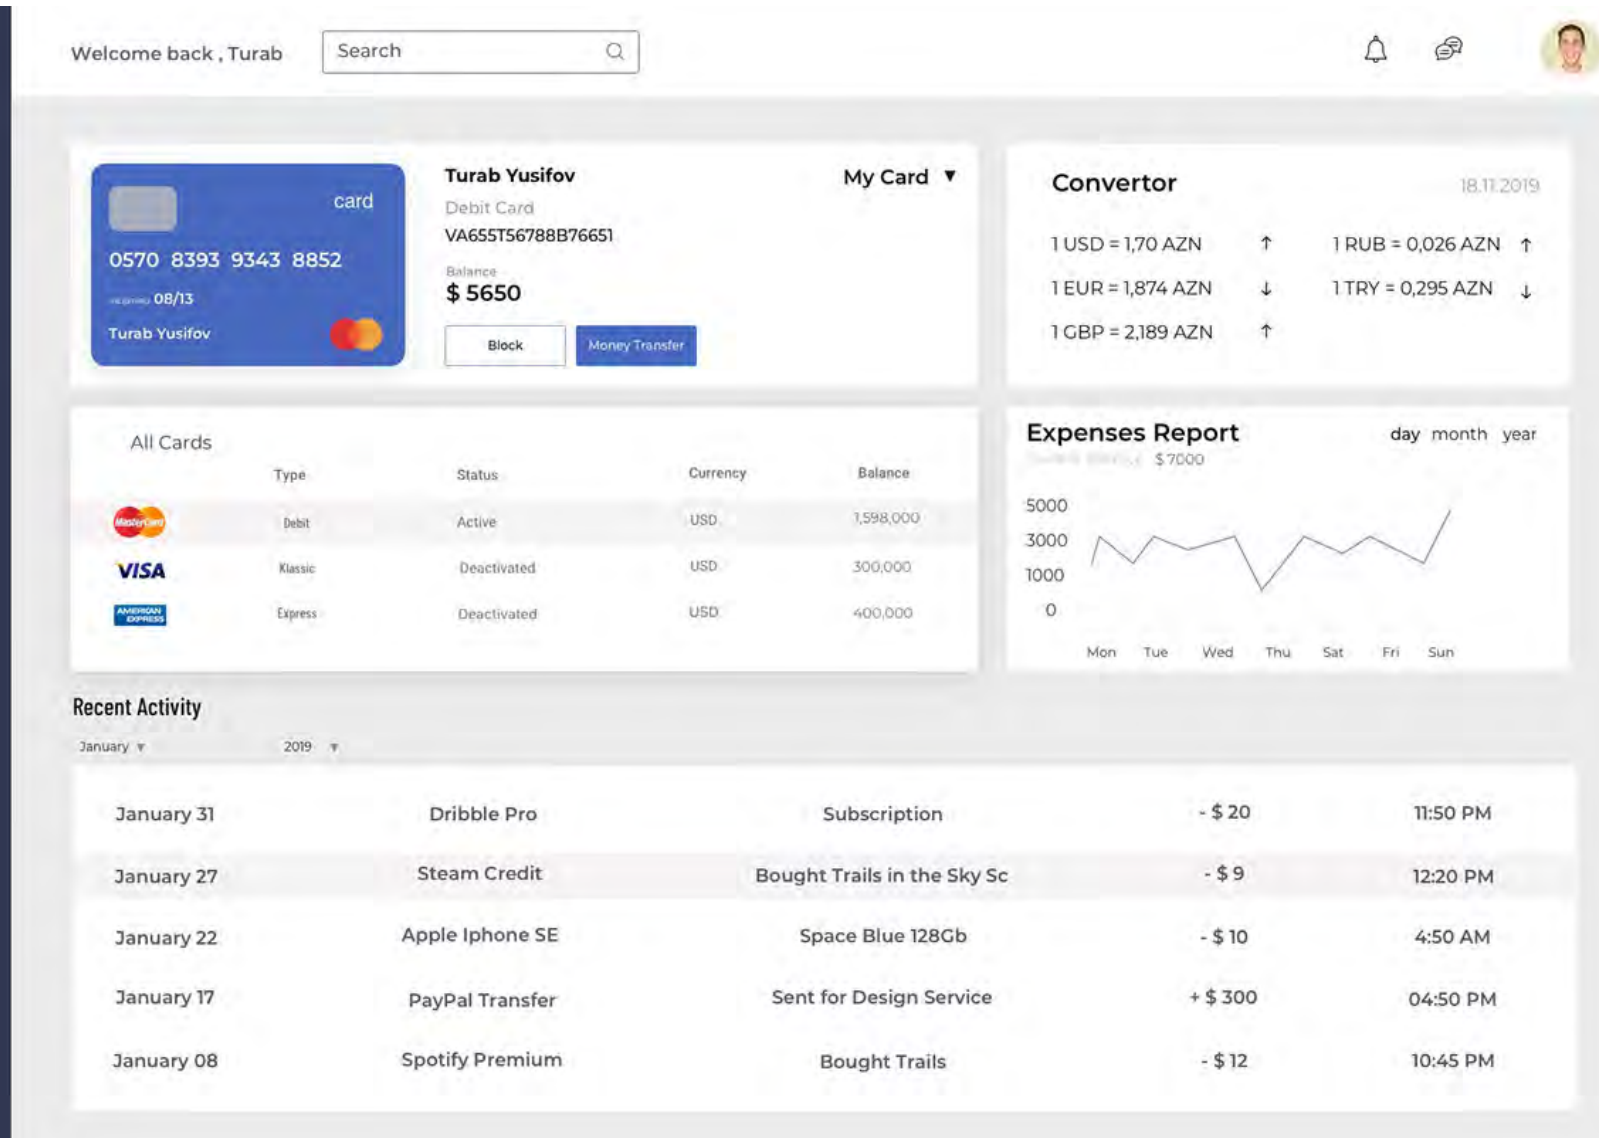 Welcome back , Turab
Search
card
0570 8393 9343 8852
08/13
Turab Yusifov
Turab Yusifov
Debit Card
VA655T56788B76651
Balance
$ 5650
Block
Money Transfer
My Card ▼
Convertor
18.11.2019
1 USD = 1,70 AZN ↑
1 RUB = 0,026 AZN ↑
1 EUR = 1,874 AZN ↓
1 TRY = 0,295 AZN ↓
1 GBP = 2,189 AZN ↑
All Cards
Type Status Currency Balance
MasterCard Debit Active USD 1,598,000
VISA Klassic Deactivated USD 300,000
AMERICAN
EXPRESS
Express Deactivated USD 400,000
Expenses Report
day month year
$ 7000
5000
3000
1000
0
Mon Tue Wed Thu Sat Fri Sun
Recent Activity
January ▼ 2019 ▼
January 31 Dribble Pro Subscription - $ 20 11:50 PM
January 27 Steam Credit Bought Trails in the Sky Sc - $ 9 12:20 PM
January 22 Apple Iphone SE Space Blue 128Gb - $ 10 4:50 AM
January 17 PayPal Transfer Sent for Design Service + $ 300 04:50 PM
January 08 Spotify Premium Bought Trails - $ 12 10:45 PM